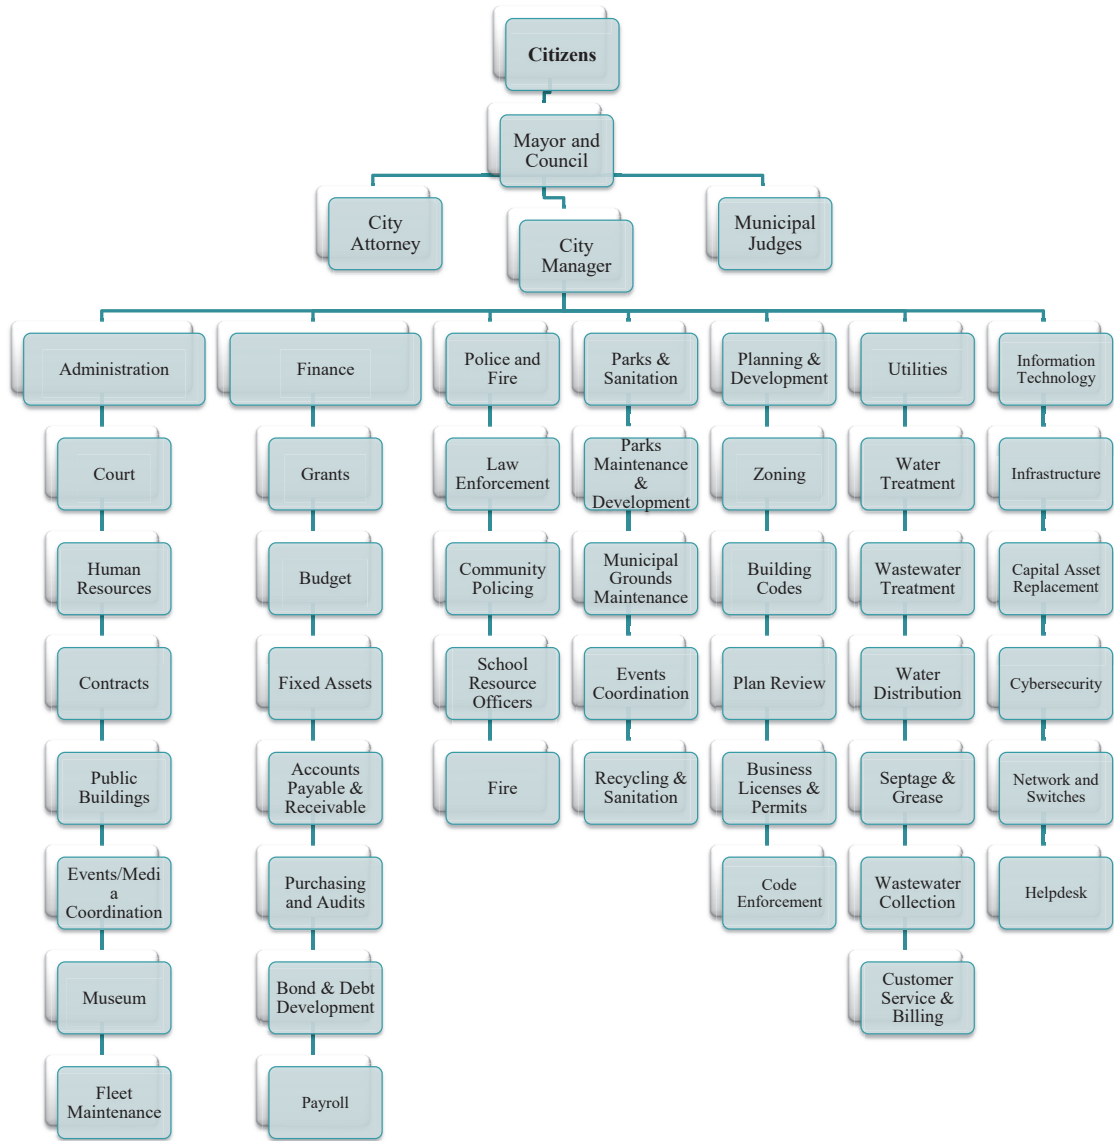 Citizens
Mayor and
Council
City
Attorney
City
Manager
Municipal
Judges
Administration
Finance
Police and
Fire
Parks &
Sanitation
Planning &
Development
Utilities
Information
Technology
Court
Grants
Law
Enforcement
Parks
Maintenance
&
Development
Zoning
Water
Treatment
Infrastructure
Human
Resources
Budget
Community
Policing
Municipal
Grounds
Maintenance
Building
Codes
Wastewater
Treatment
Capital Asset
Replacement
Contracts
Fixed Assets
School
Resource
Officers
Events
Coordination
Plan Review
Water
Distribution
Cybersecurity
Public
Buildings
Accounts
Payable &
Receivable
Fire
Recycling &
Sanitation
Business
Licenses &
Permits
Septage &
Grease
Network and
Switches
Events/Medi
a
Coordination
Purchasing
and Audits
Code
Enforcement
Wastewater
Collection
Helpdesk
Museum
Bond & Debt
Development
Customer
Service &
Billing
Fleet
Maintenance
Payroll